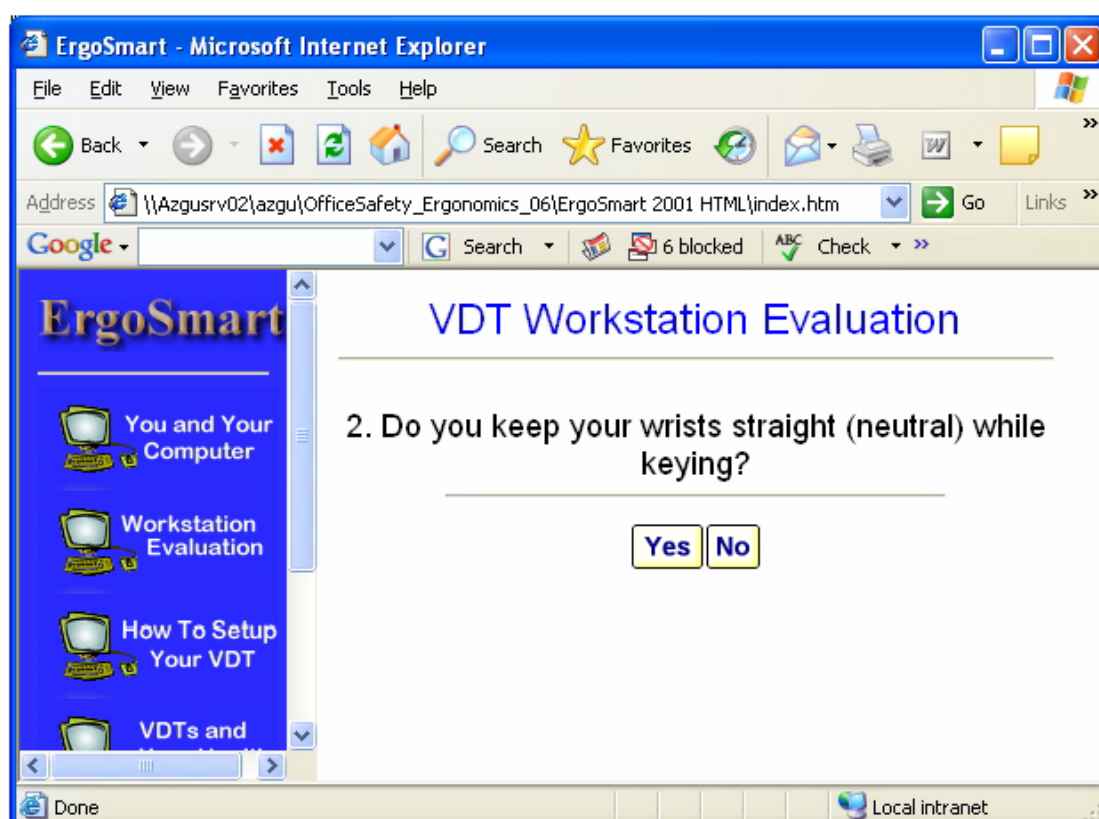 ErgoSmart - Microsoft Internet Explorer
File Edit View Favorites Tools Help
Back Search Favorites W »
Address \\Azgusrv02\azgu\OfficeSafety_Ergonomics_06\ErgoSmart 2001 HTML\index.htm Go Links »
Google G Search 6 blocked ABC Check »
ErgoSmart
You and Your
Computer
Workstation
Evaluation
How To Setup
Your VDT
VDTs and
VDT Workstation Evaluation
2. Do you keep your wrists straight (neutral) while
keying?
Yes No
Done Local intranet